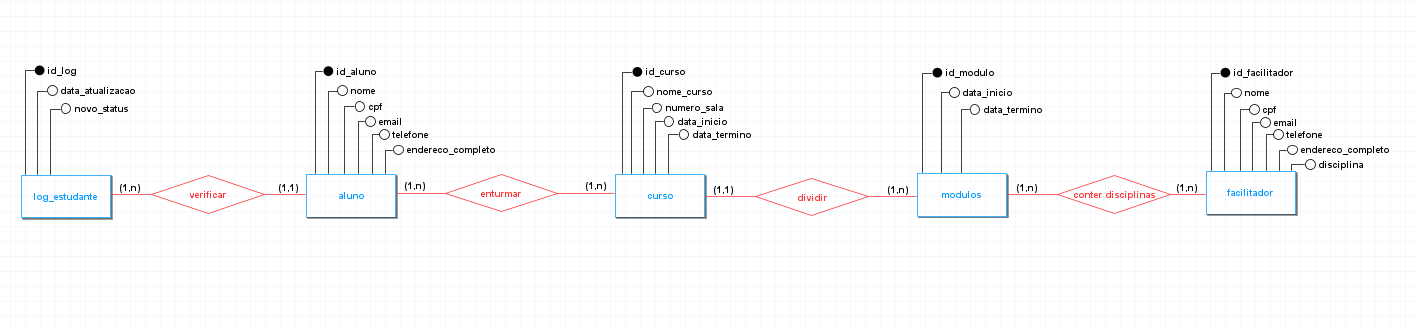 id_log
data_atualizacao
novo_status
log_estudante
(1,n)
verificar
(1,1)
id_aluno
nome
cpf
email
telefone
endereco_completo
aluno
(1,n)
enturmar
(1,n)
id_curso
nome_curso
numero_sala
data_inicio
data_termino
curso
(1,1)
dividir
(1,n)
id_modulo
data_inicio
data_termino
modulos
(1,n)
conter disciplinas
(1,n)
id_facilitador
nome
cpf
email
telefone
endereco_completo
disciplina
facilitador